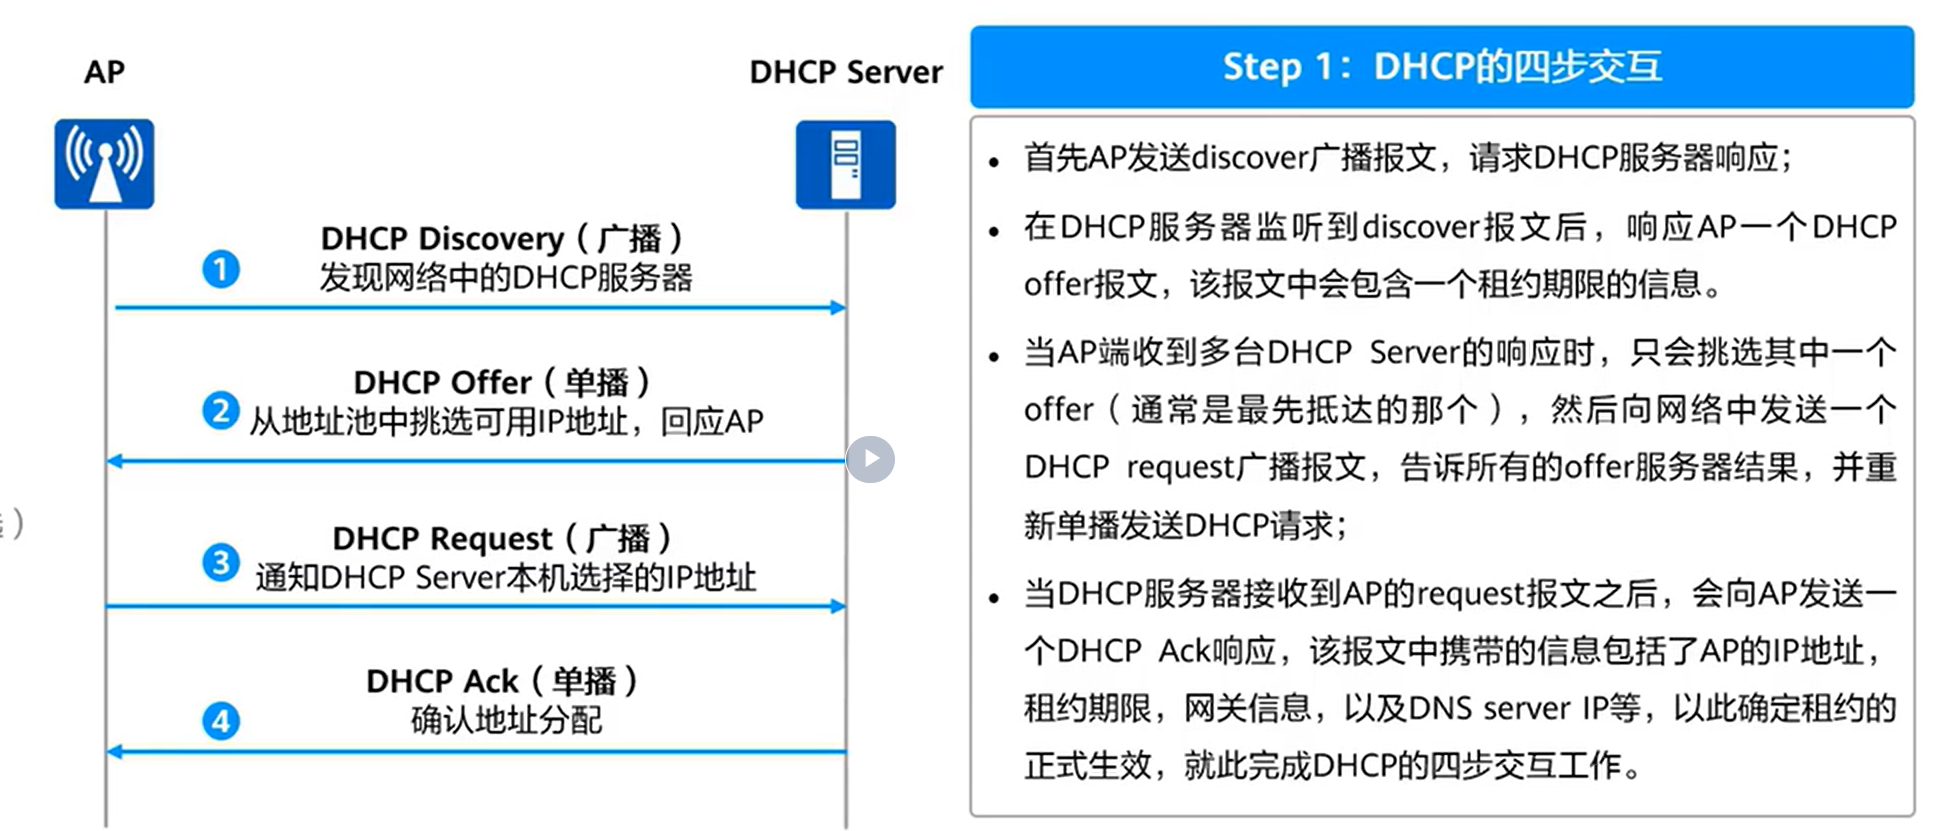 AP
DHCP Server
1
DHCP Discovery（广播）
发现网络中的DHCP服务器
2
DHCP Offer（单播）
从地址池中挑选可用IP地址，回应AP
3
DHCP Request（广播）
通知DHCP Server本机选择的IP地址
4
DHCP Ack（单播）
确认地址分配
Step 1：DHCP的四步交互
• 首先AP发送discover广播报文，请求DHCP服务器响应；
• 在DHCP服务器监听到discover报文后，响应AP一个DHCP
offer报文，该报文中会包含一个租约期限的信息。
• 当AP端收到多台DHCP Server的响应时，只会挑选其中一个
offer（通常是最先抵达的那个），然后向网络中发送一个
DHCP request广播报文，告诉所有的offer服务器结果，并重
新单播发送DHCP请求；
• 当DHCP服务器接收到AP的request报文之后，会向AP发送一
个DHCP Ack响应，该报文中携带的信息包括了AP的IP地址，
租约期限，网关信息，以及DNS server IP等，以此确定租约的
正式生效，就此完成DHCP的四步交互工作。